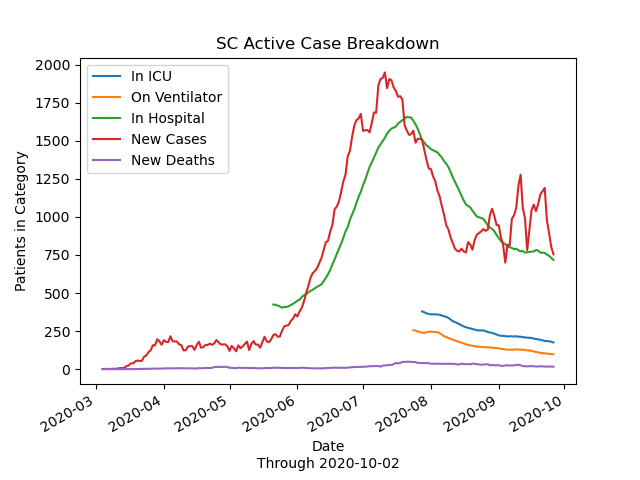 SC Active Case Breakdown
In ICU
On Ventilator
In Hospital
New Cases
New Deaths
Patients in Category
2000
1750
1500
1250
1000
750
500
250
0
2020-03
2020-04
2020-05
2020-06
2020-07
2020-08
2020-09
2020-10
Date
Through 2020-10-02